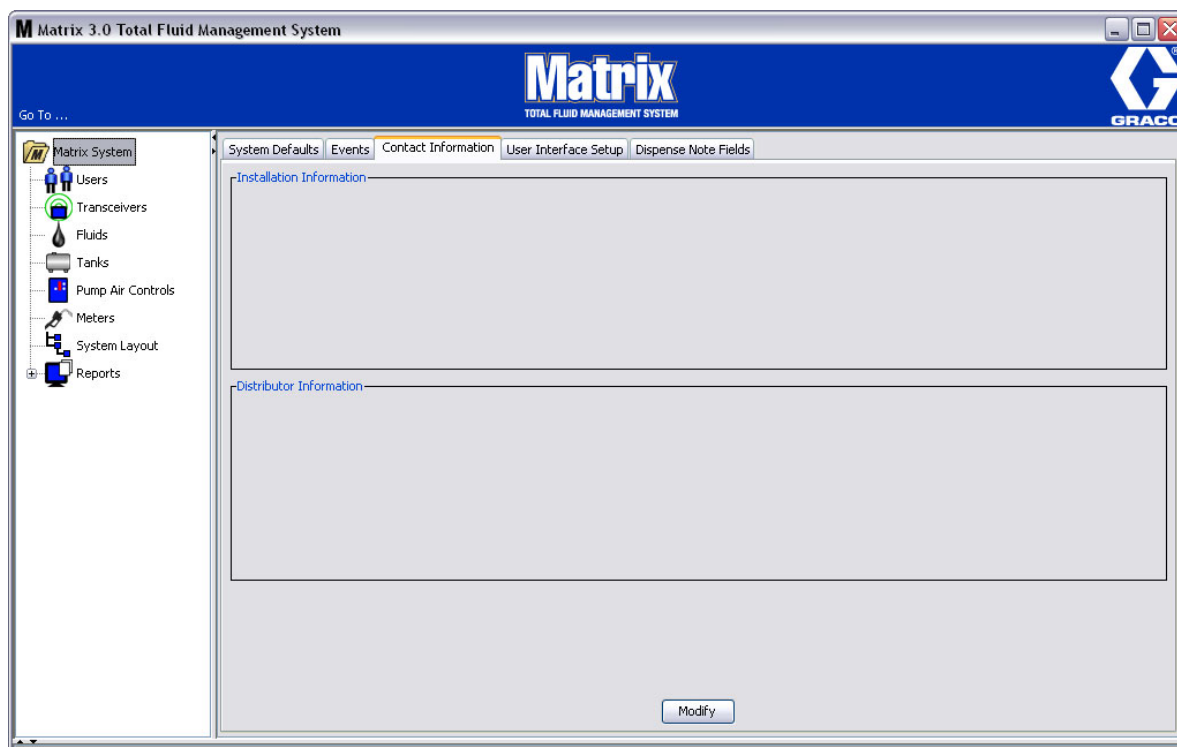 Matrix 3.0 Total Fluid Management System
Matrix
TOTAL FLUID MANAGEMENT SYSTEM
GRACO
Go To ...
Matrix System
Users
Transceivers
Fluids
Tanks
Pump Air Controls
Meters
System Layout
Reports
System Defaults Events Contact Information User Interface Setup Dispense Note Fields
Installation Information
Distributor Information
Modify